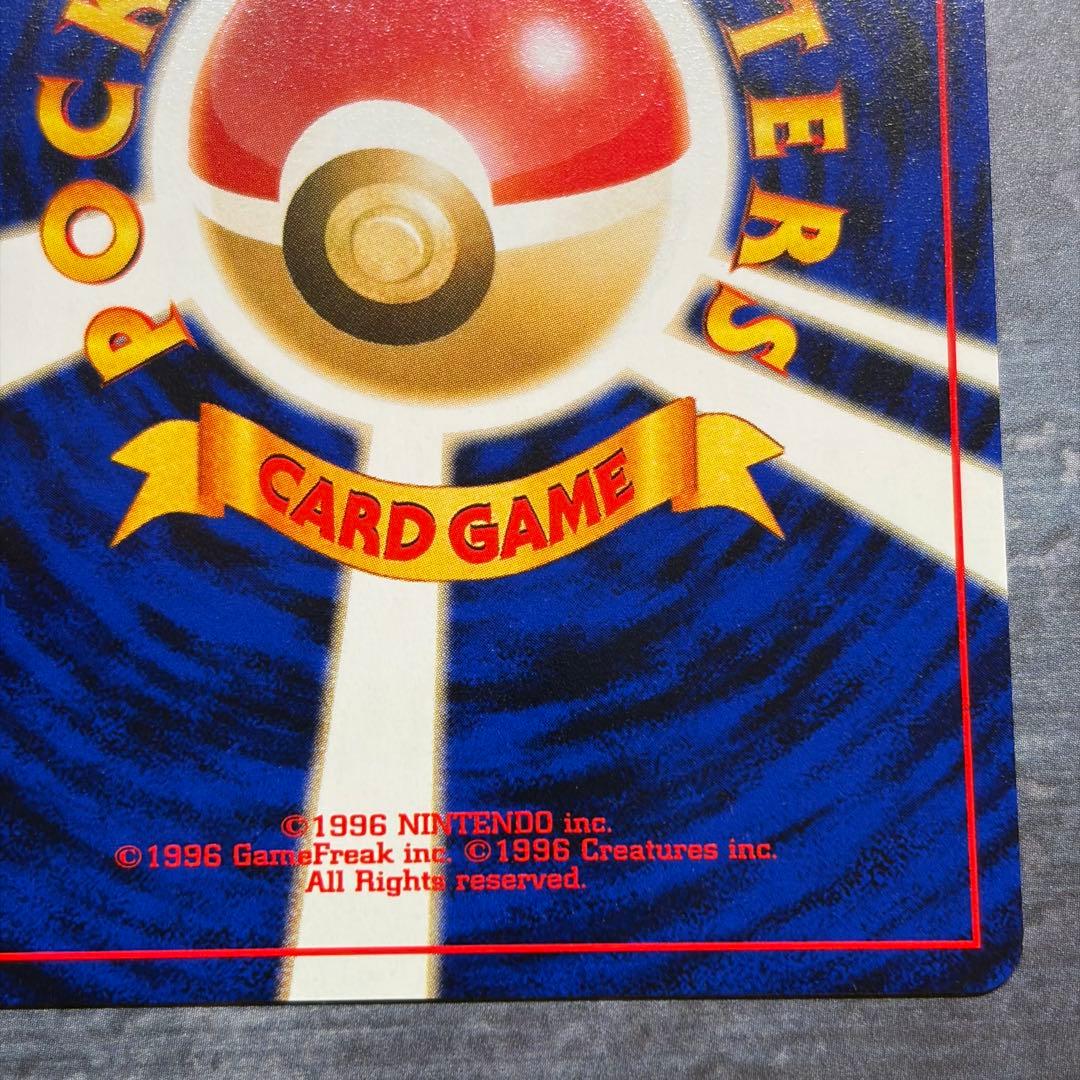 POCK
TERS
CARD GAME
©1996 NINTENDO inc.
©1996 GameFreak inc. ©1996 Creatures inc.
All Rights reserved.